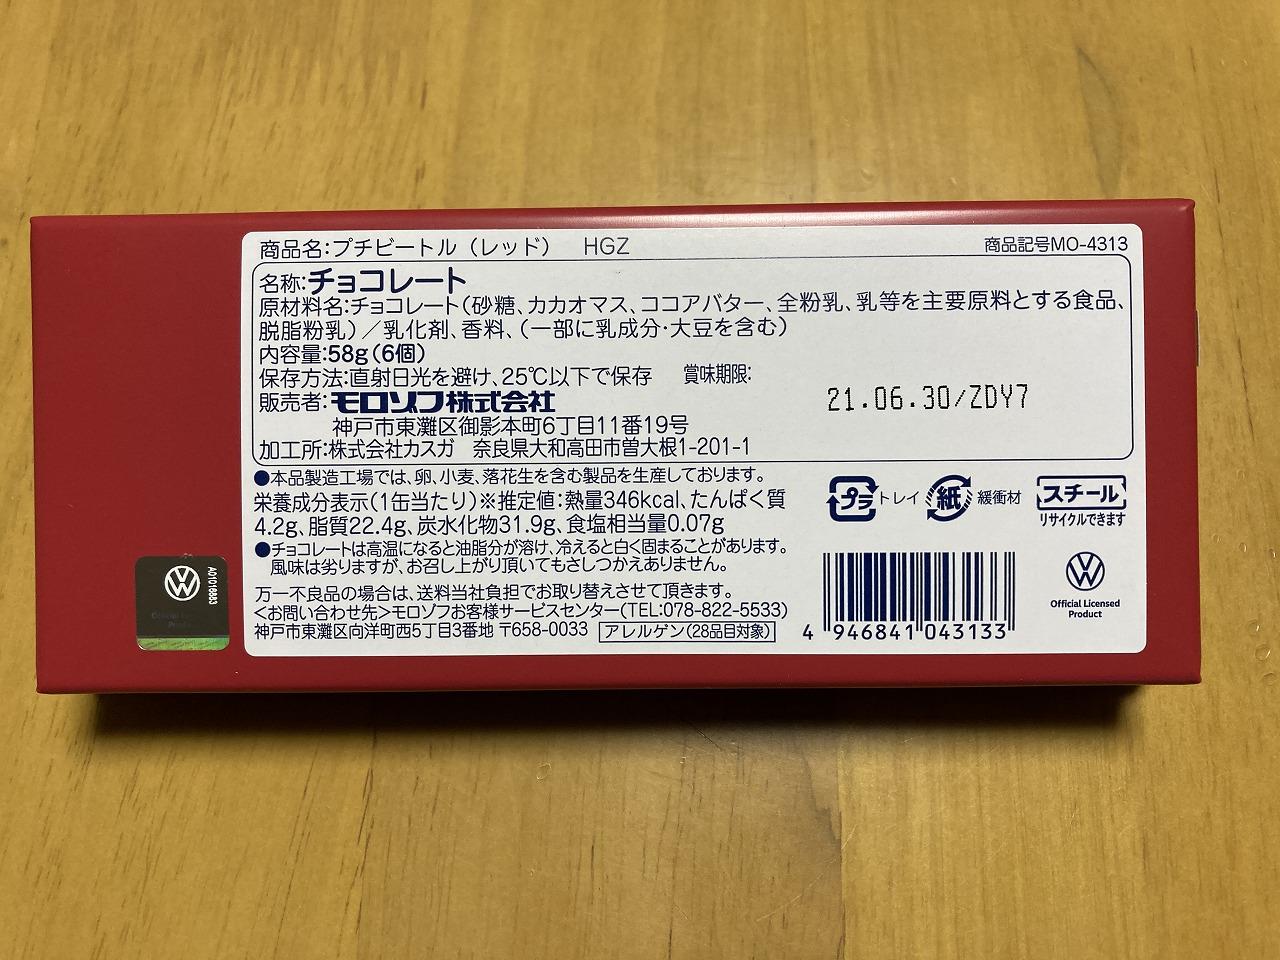 商品名:プチビートル(レッド) HGZ
商品記号MO-4313
名称:チョコレート
原材料名:チョコレート(砂糖、カカオマス、ココアバター、全粉乳、乳等を主要原料とする食品、
脱脂粉乳)/乳化剤、香料、(一部に乳成分・大豆を含む)
内容量:58g(6個)
保存方法:直射日光を避け、25℃以下で保存 賞味期限:
21.06.30/ZDY7
販売者:モロゾフ株式会社
神戸市東灘区御影本町6丁目11番19号
加工所:株式会社カスガ 奈良県大和高田市曽大根1-201-1
●本品製造工場では、卵、小麦、落花生を含む製品を生産しております。
栄養成分表示(1缶当たり)※推定値:熱量346kcal、たんぱく質
4.2g、脂質22.4g、炭水化物31.9g、食塩相当量0.07g
●チョコレートは高温になると油脂分が溶け、冷えると白く固まることがあります。
風味は劣りますが、お召し上がり頂いてもさしつかえありません。
万一不良品の場合は、送料当社負担でお取り替えさせて頂きます。
<お問い合わせ先>モロゾフお客様サービスセンター(TEL:078-822-5533)
神戸市東灘区向洋町西5丁目3番地 〒658-0033 アレルゲン(28品目対象)
プラ トレイ 紙 緩衝材 スチール
リサイクルできます
4 946841 043133
Official Licensed
Product
A01016883